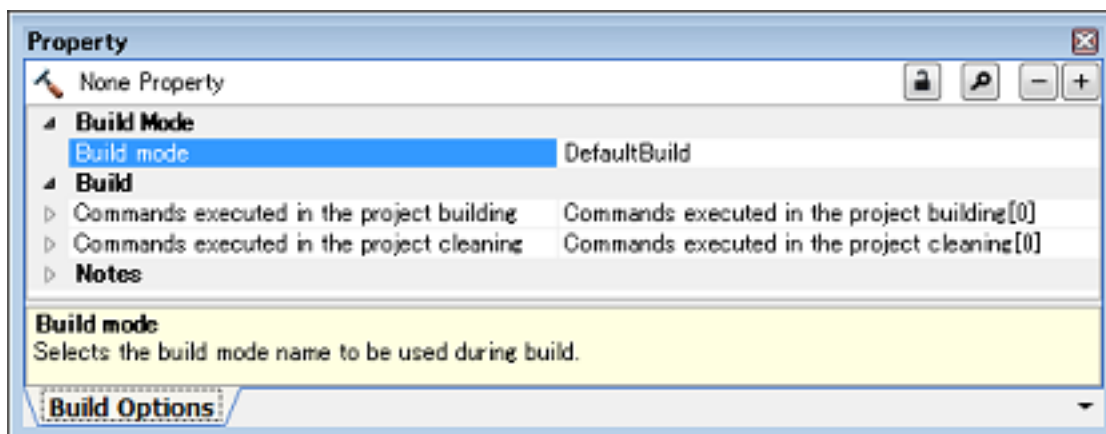 Property
None Property
Build Mode
Build mode DefaultBuild
Build
Commands executed in the project building Commands executed in the project building[0]
Commands executed in the project cleaning Commands executed in the project cleaning[0]
Notes
Build mode
Selects the build mode name to be used during build.
Build Options